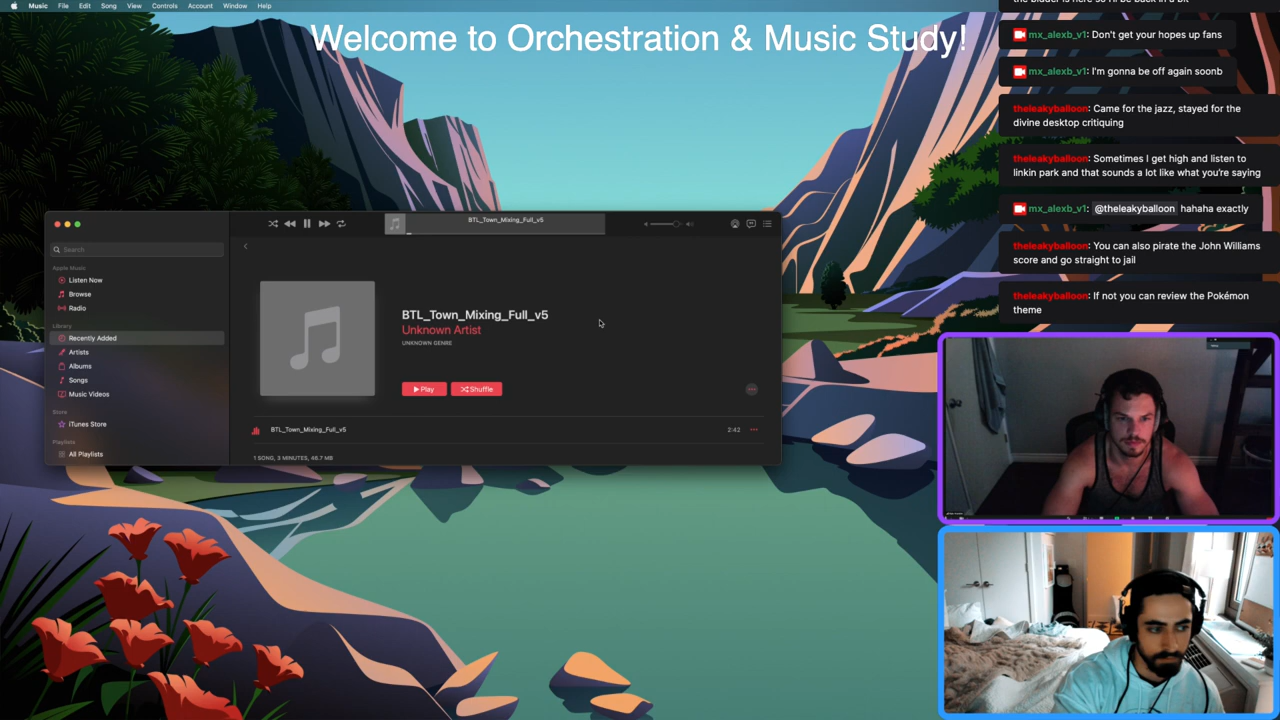 Music File Edit Song View Controls Account Window Help
Welcome to Orchestration & Music Study!
BTL_Town_Mixing_Full_v5
Search
Apple Music
Listen Now
Browse
Radio
Library
Recently Added
Artists
Albums
Songs
Music Videos
Store
iTunes Store
Playlists
All Playlists
BTL_Town_Mixing_Full_v5
Unknown Artist
UNKNOWN GENRE
Play Shuffle
BTL_Town_Mixing_Full_v5 2:42
1 SONG, 3 MINUTES, 46.7 MB
mx_alexb_v1: Don't get your hopes up fans
mx_alexb_v1: I'm gonna be off again soonb
theleakyballoon: Came for the jazz, stayed for the
divine desktop critiquing
theleakyballoon: Sometimes I get high and listen to
linkin park and that sounds a lot like what you're saying
mx_alexb_v1: @theleakyballoon hahaha exactly
theleakyballoon: You can also pirate the John Williams
score and go straight to jail
theleakyballoon: If not you can review the Pokémon
theme